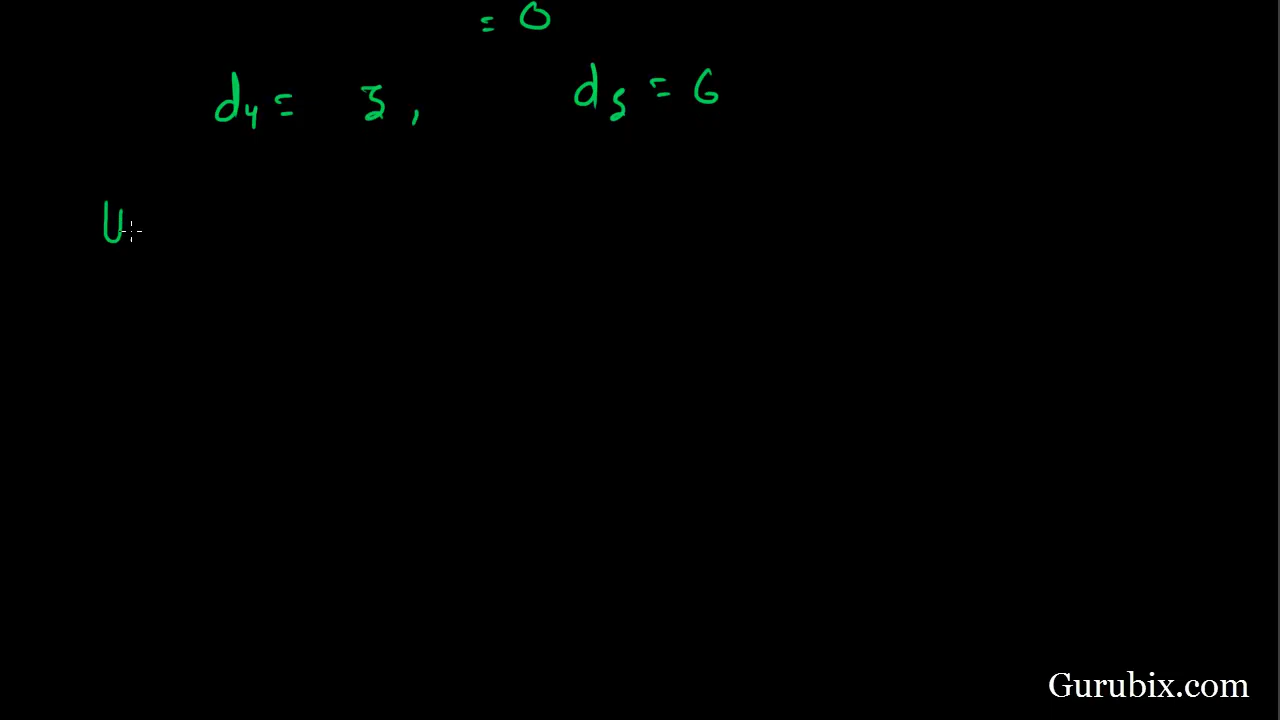 = 0
d₄ = 3, d₅ = 6
U
Gurubix.com